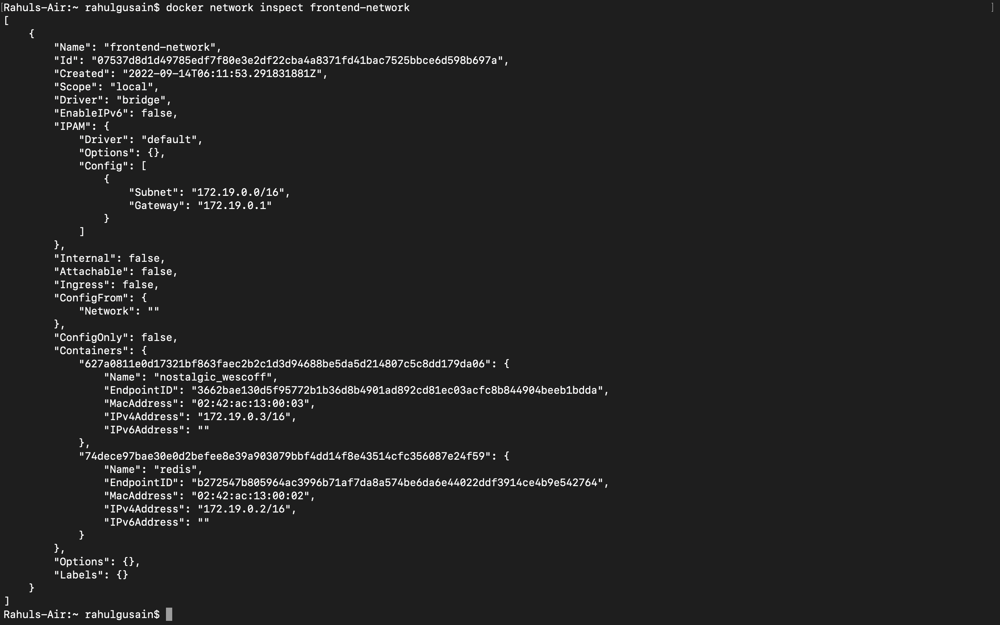 [Rahuls-Air:~ rahulgusain$ docker network inspect frontend-network ]
[
    {
        "Name": "frontend-network",
        "Id": "07537d8d1d49785edf7f80e3e2df22cba4a8371fd41bac7525bbce6d598b697a",
        "Created": "2022-09-14T06:11:53.291831881Z",
        "Scope": "local",
        "Driver": "bridge",
        "EnableIPv6": false,
        "IPAM": {
            "Driver": "default",
            "Options": {},
            "Config": [
                {
                    "Subnet": "172.19.0.0/16",
                    "Gateway": "172.19.0.1"
                }
            ]
        },
        "Internal": false,
        "Attachable": false,
        "Ingress": false,
        "ConfigFrom": {
            "Network": ""
        },
        "ConfigOnly": false,
        "Containers": {
            "627a0811e0d17321bf863faec2b2c1d3d94688be5da5d214807c5c8dd179da06": {
                "Name": "nostalgic_wescoff",
                "EndpointID": "3662bae130d5f95772b1b36d8b4901ad892cd81ec03acfc8b844904beeb1bdda",
                "MacAddress": "02:42:ac:13:00:03",
                "IPv4Address": "172.19.0.3/16",
                "IPv6Address": ""
            },
            "74dece97bae30e0d2befee8e39a903079bbf4dd14f8e43514cfc356087e24f59": {
                "Name": "redis",
                "EndpointID": "b272547b805964ac3996b71af7da8a574be6da6e44022ddf3914ce4b9e542764",
                "MacAddress": "02:42:ac:13:00:02",
                "IPv4Address": "172.19.0.2/16",
                "IPv6Address": ""
            }
        },
        "Options": {},
        "Labels": {}
    }
]
Rahuls-Air:~ rahulgusain$